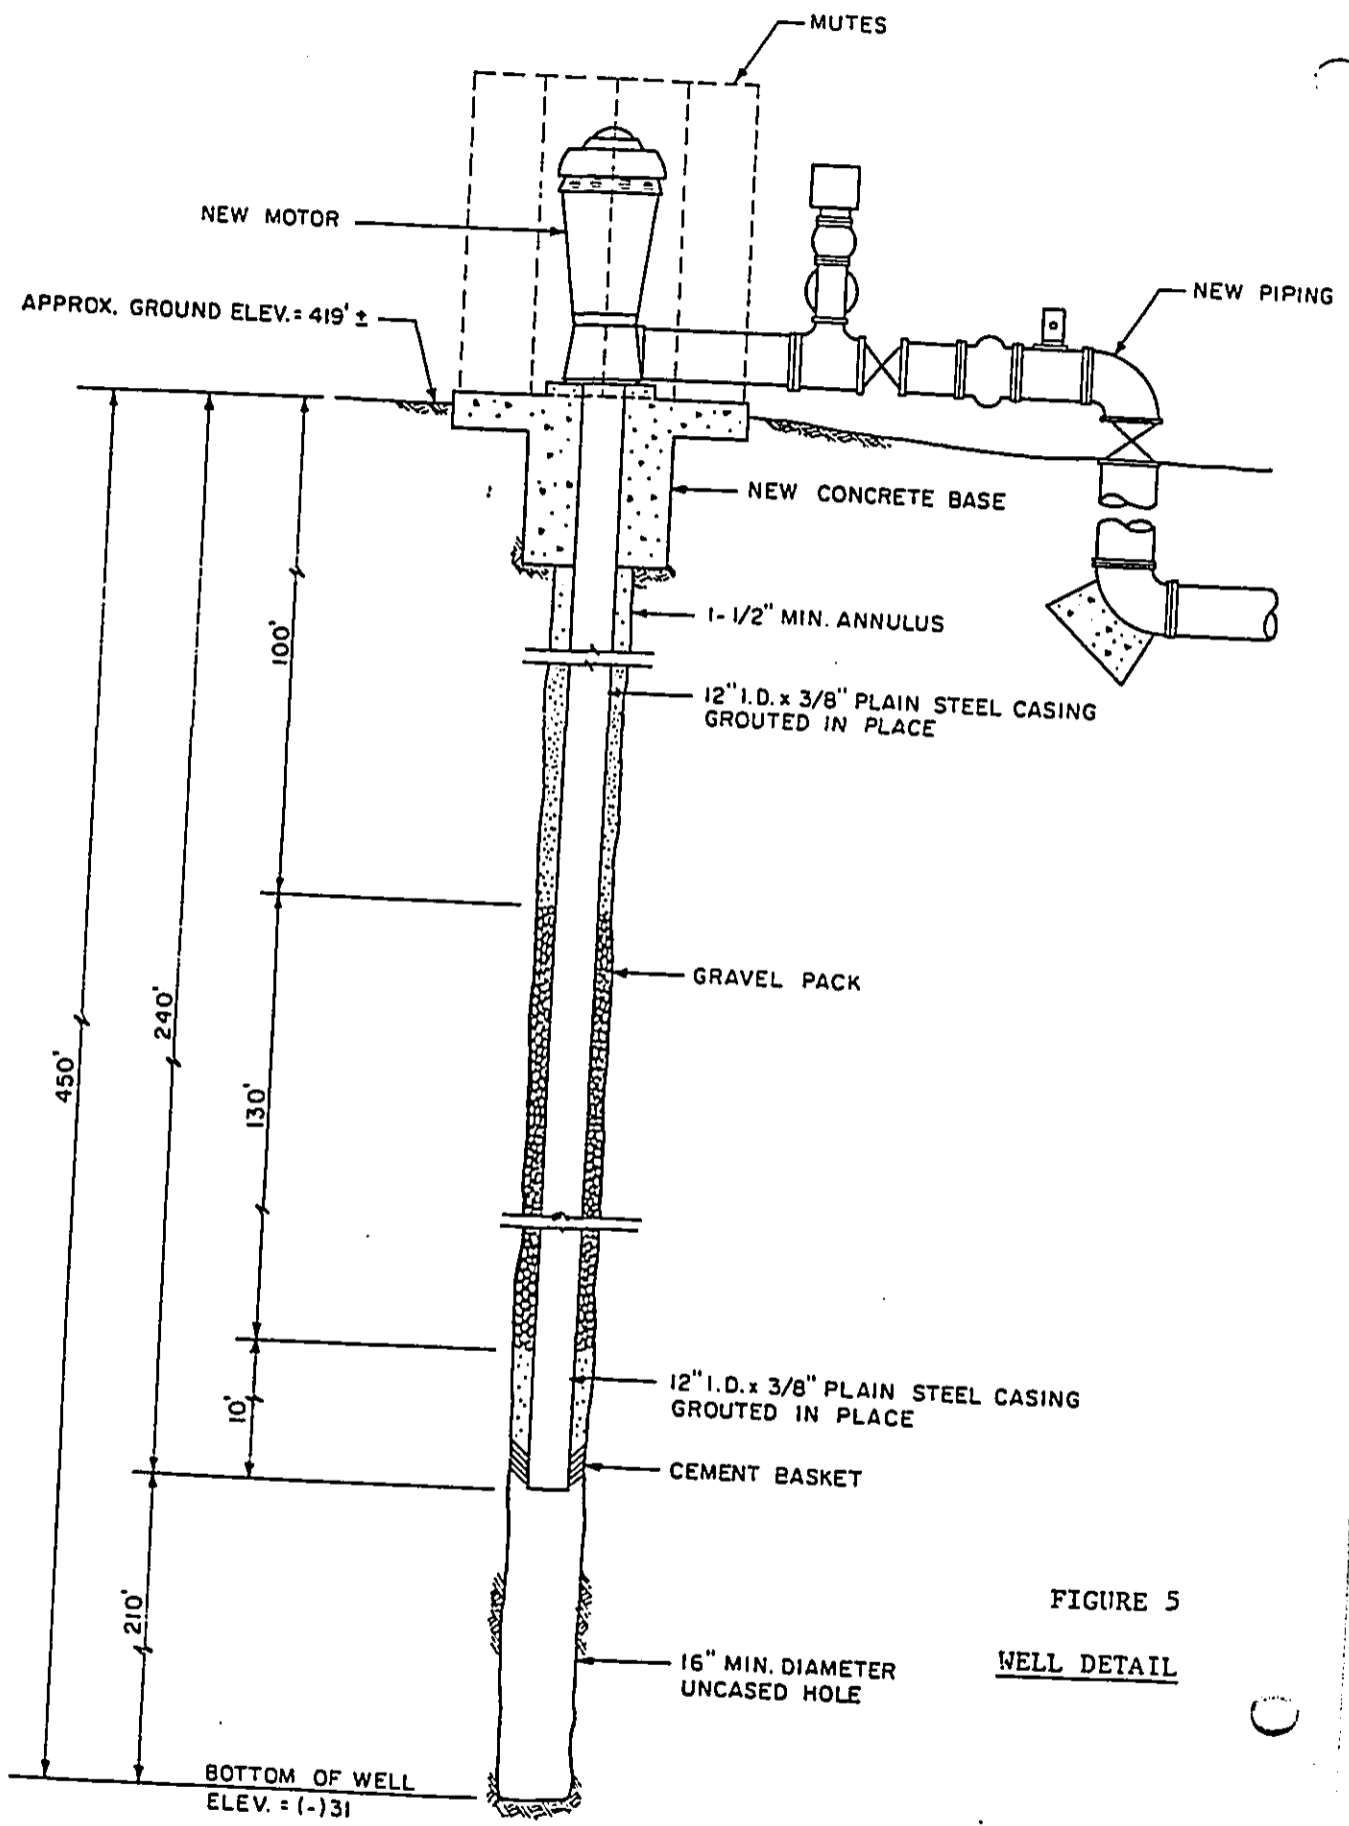 MUTES
NEW MOTOR
NEW PIPING
APPROX. GROUND ELEV.= 419' ±
NEW CONCRETE BASE
1-1/2" MIN. ANNULUS
100'
12" I.D. x 3/8" PLAIN STEEL CASING
GROUTED IN PLACE
GRAVEL PACK
240'
450'
130'
12" I.D. x 3/8" PLAIN STEEL CASING
GROUTED IN PLACE
10'
CEMENT BASKET
210'
FIGURE 5
WELL DETAIL
16" MIN. DIAMETER
UNCASED HOLE
BOTTOM OF WELL
ELEV. = (-)31